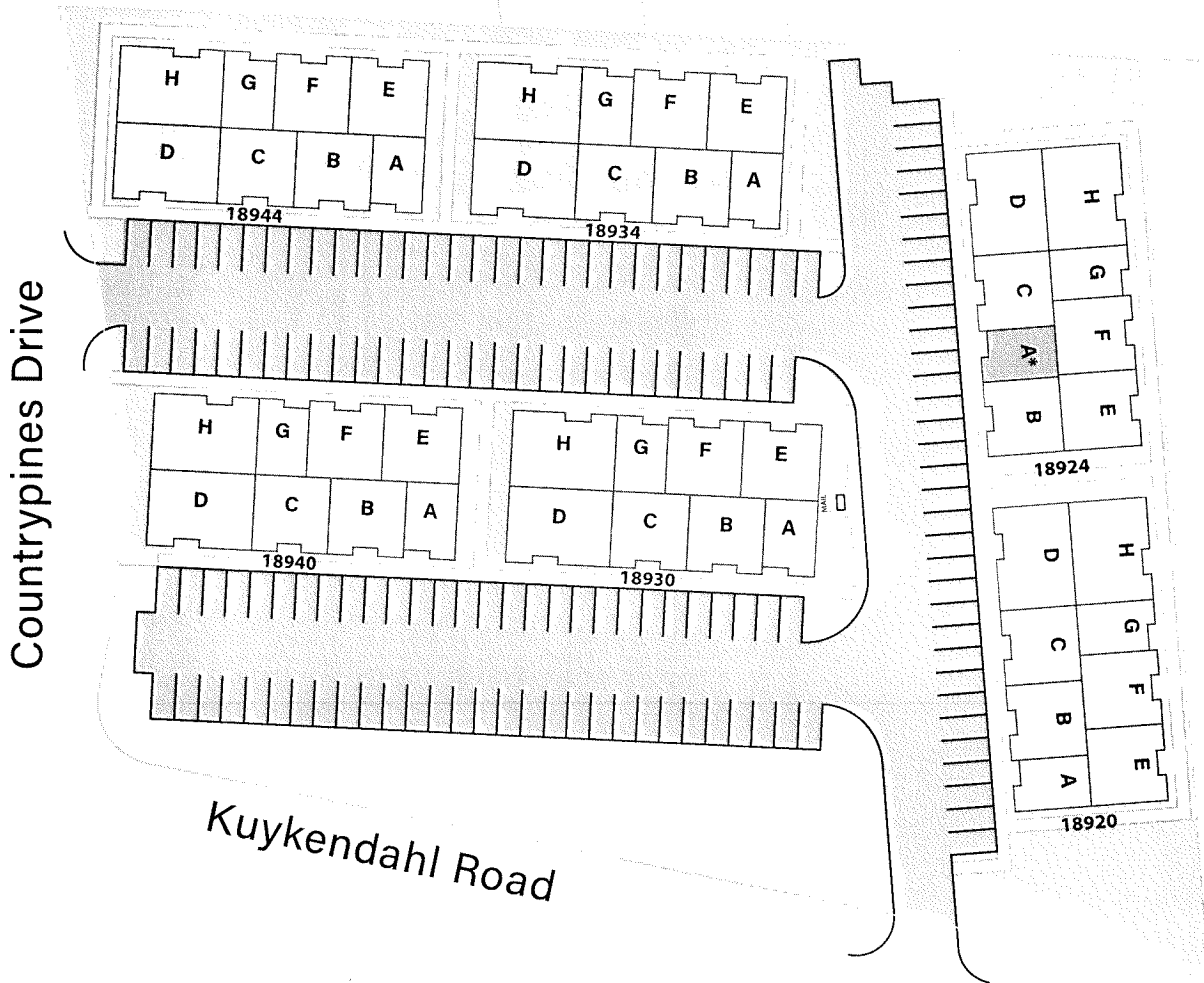 H G F E
D C B A
18944
H G F E
D C B A
18934
D H
C G
A* F
B E
18924
Countrypines Drive
H G F E
D C B A
18940
H G F E
D C B A
18930
MAIL
D H
C G
B F
A E
18920
Kuykendahl Road